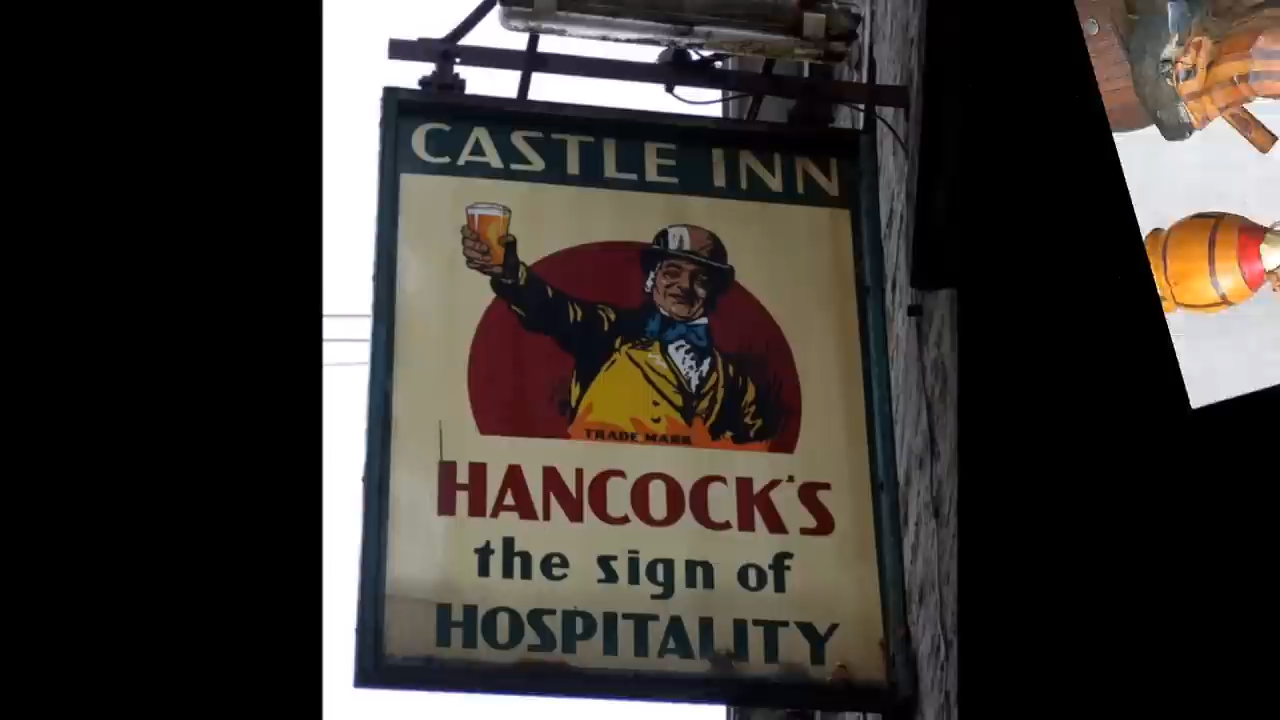 CASTLE INN
TRADE MARK
HANCOCK'S
the sign of
HOSPITALITY